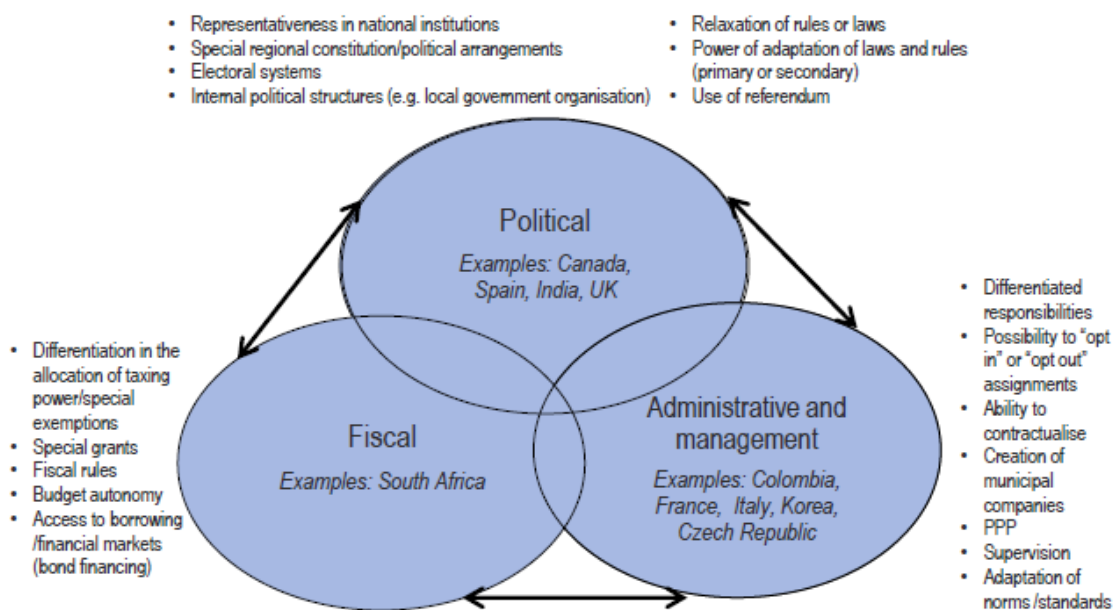 • Representativeness in national institutions
• Special regional constitution/political arrangements
• Electoral systems
• Internal political structures (e.g. local government organisation)
• Relaxation of rules or laws
• Power of adaptation of laws and rules
(primary or secondary)
• Use of referendum
Political
Examples: Canada,
Spain, India, UK
• Differentiation in the
allocation of taxing
power/special
exemptions
• Special grants
• Fiscal rules
• Budget autonomy
• Access to borrowing
/financial markets
(bond financing)
Fiscal
Examples: South Africa
Administrative and
management
Examples: Colombia,
France, Italy, Korea,
Czech Republic
• Differentiated
responsibilities
• Possibility to “opt
in” or “opt out”
assignments
• Ability to
contractualise
• Creation of
municipal
companies
• PPP
• Supervision
• Adaptation of
norms /standards